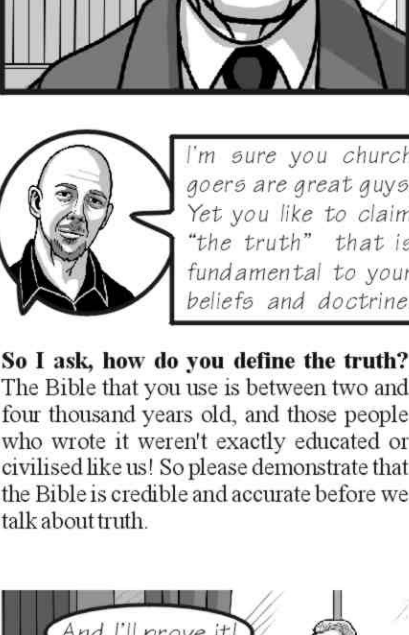 I'm sure you church
goers are great guys
Yet you like to claim
“the truth” that is
fundamental to your
beliefs and doctrine
So I ask, how do you define the truth?
The Bible that you use is between two and
four thousand years old, and those people
who wrote it weren't exactly educated or
civilised like us! So please demonstrate that
the Bible is credible and accurate before we
talk about truth.
And I'll prove it!